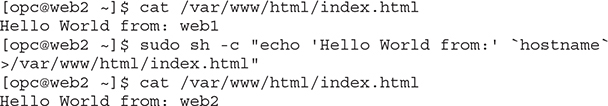 [opc@web2 ~]$ cat /var/www/html/index.html
Hello World from: web1
[opc@web2 ~]$ sudo sh -c "echo 'Hello World from:' `hostname`
>/var/www/html/index.html"
[opc@web2 ~]$ cat /var/www/html/index.html
Hello World from: web2